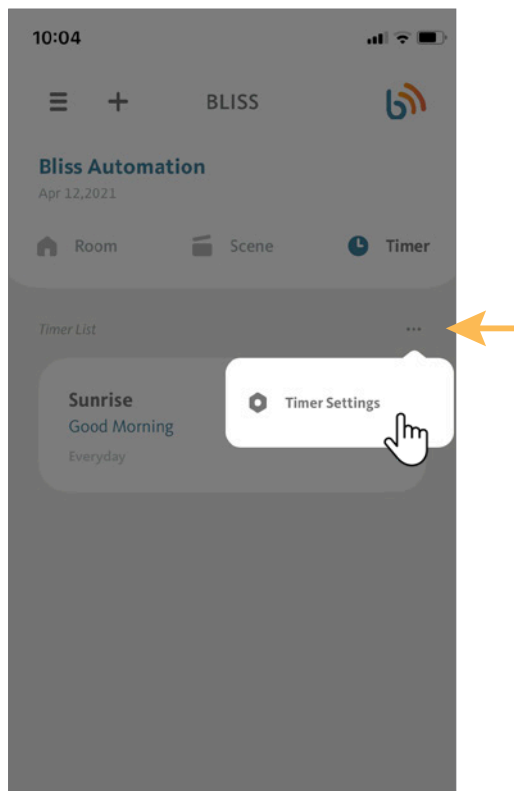 10:04
BLISS
Bliss Automation
Apr 12,2021
Room Scene Timer
Timer List ...
Sunrise
Timer Settings
Good Morning
Everyday